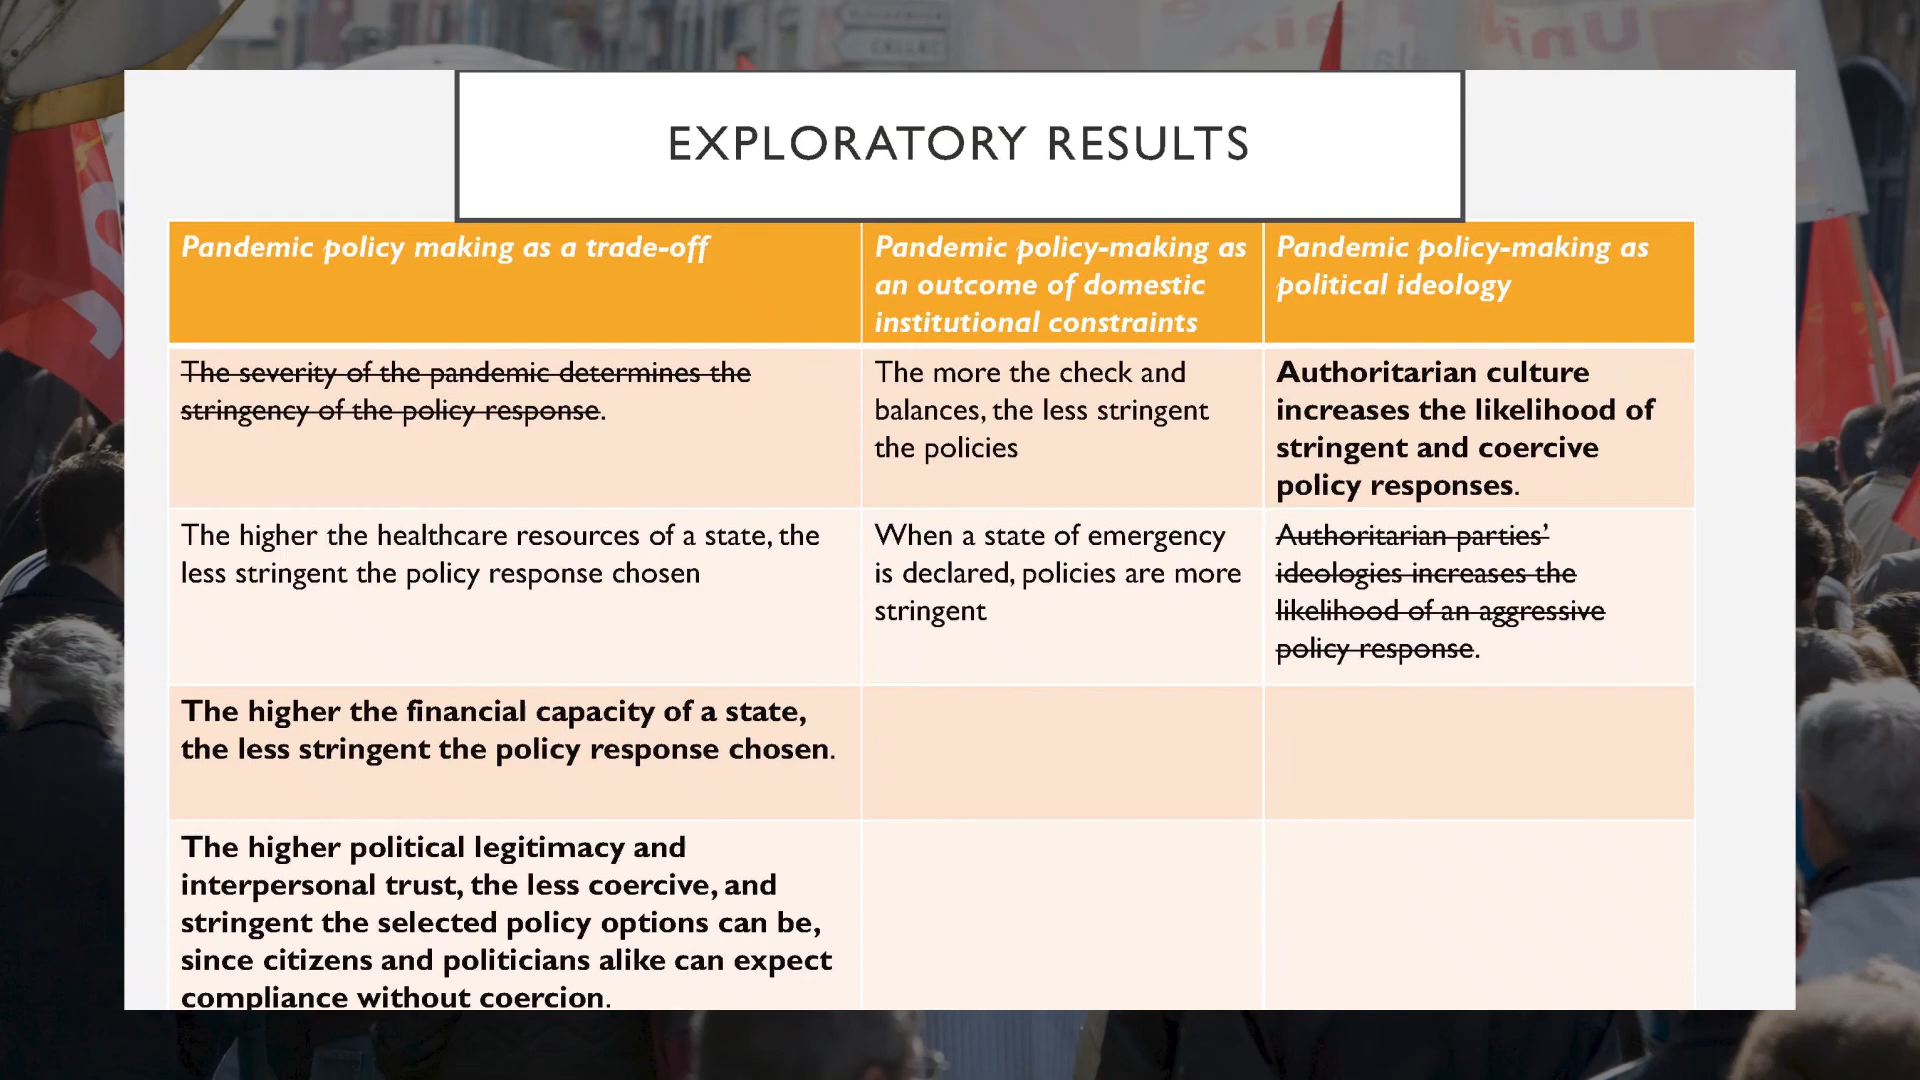 EXPLORATORY RESULTS
Pandemic policy making as a trade-off
Pandemic policy-making as
an outcome of domestic
institutional constraints
Pandemic policy-making as
political ideology
The severity of the pandemic determines the
stringency of the policy response.
The more the check and
balances, the less stringent
the policies
Authoritarian culture
increases the likelihood of
stringent and coercive
policy responses.
The higher the healthcare resources of a state, the
less stringent the policy response chosen
When a state of emergency
is declared, policies are more
stringent
Authoritarian parties’
ideologies increases the
likelihood of an aggressive
policy response.
The higher the financial capacity of a state,
the less stringent the policy response chosen.
The higher political legitimacy and
interpersonal trust, the less coercive, and
stringent the selected policy options can be,
since citizens and politicians alike can expect
compliance without coercion.